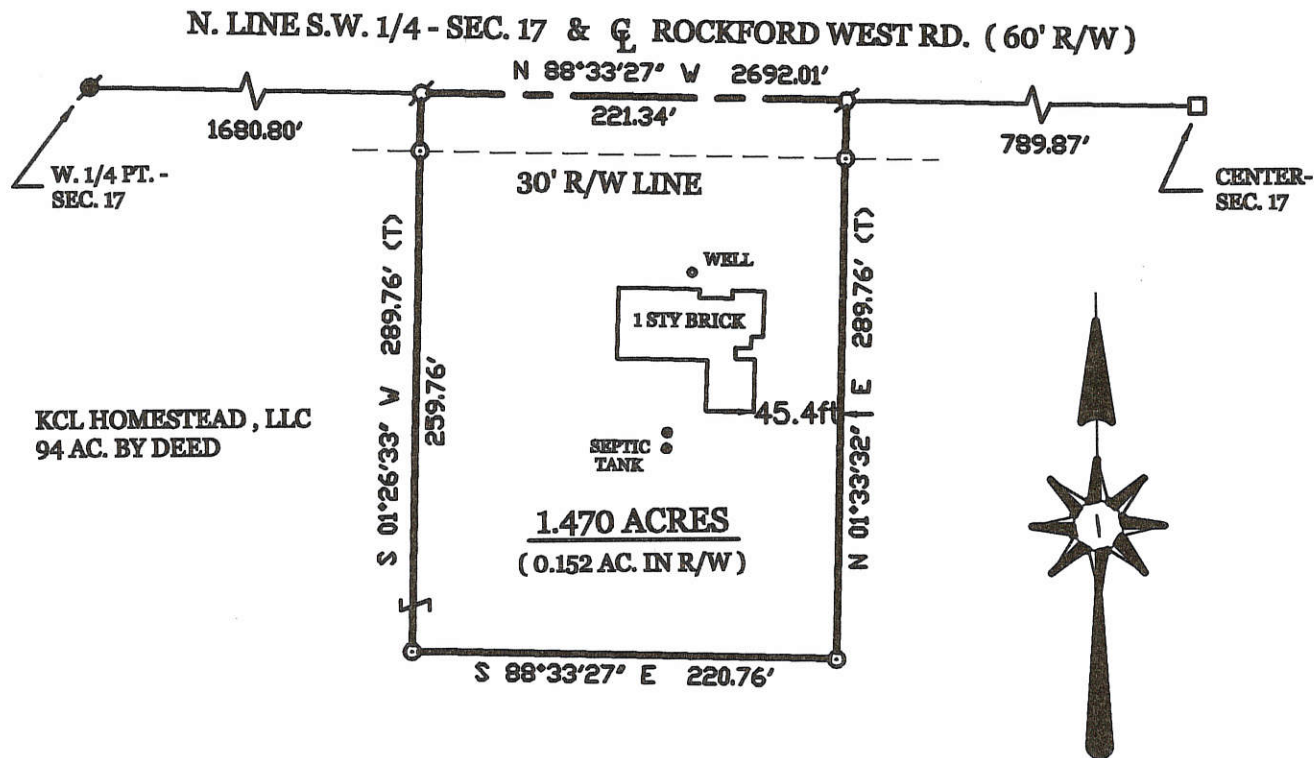 N. LINE S.W. 1/4 - SEC. 17 & ℄ ROCKFORD WEST RD. ( 60' R/W )
N 88°33'27" W 2692.01'
1680.80'
221.34'
789.87'
W. 1/4 PT. -
SEC. 17
30' R/W LINE
CENTER-
SEC. 17
S 01°26'33" W 289.76' (T)
259.76'
N 01°33'32" E 289.76' (T)
WELL
1 STY BRICK
45.4ft
KCL HOMESTEAD , LLC
94 AC. BY DEED
SEPTIC
TANK
1.470 ACRES
( 0.152 AC. IN R/W )
S 88°33'27" E 220.76'